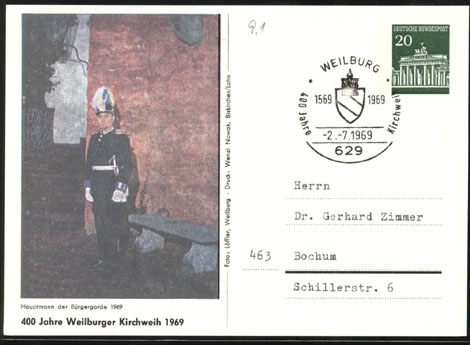 9,1
DEUTSCHE BUNDESPOST
20
WEILBURG
400 Jahre
1569 1969
Kirchweih
-2.-7.1969
629
Foto: Löffler, Weilburg - Druck: Wenzl Nowak, Biskirchen/Lahn
Herrn
Dr. Gerhard Zimmer
463 Bochum
Schillerstr. 6
Hauptmann der Bürgergarde 1969
400 Jahre Weilburger Kirchweih 1969